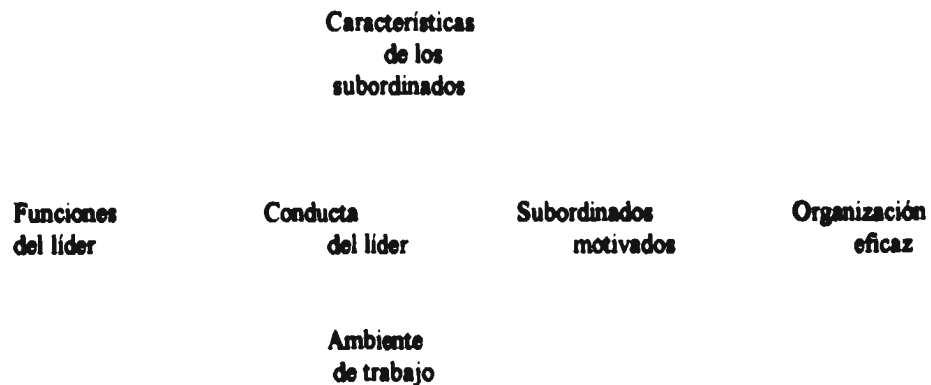 Características
de los
subordinados
Funciones
del líder
Conducta
del líder
Subordinados
motivados
Organización
eficaz
Ambiente
de trabajo